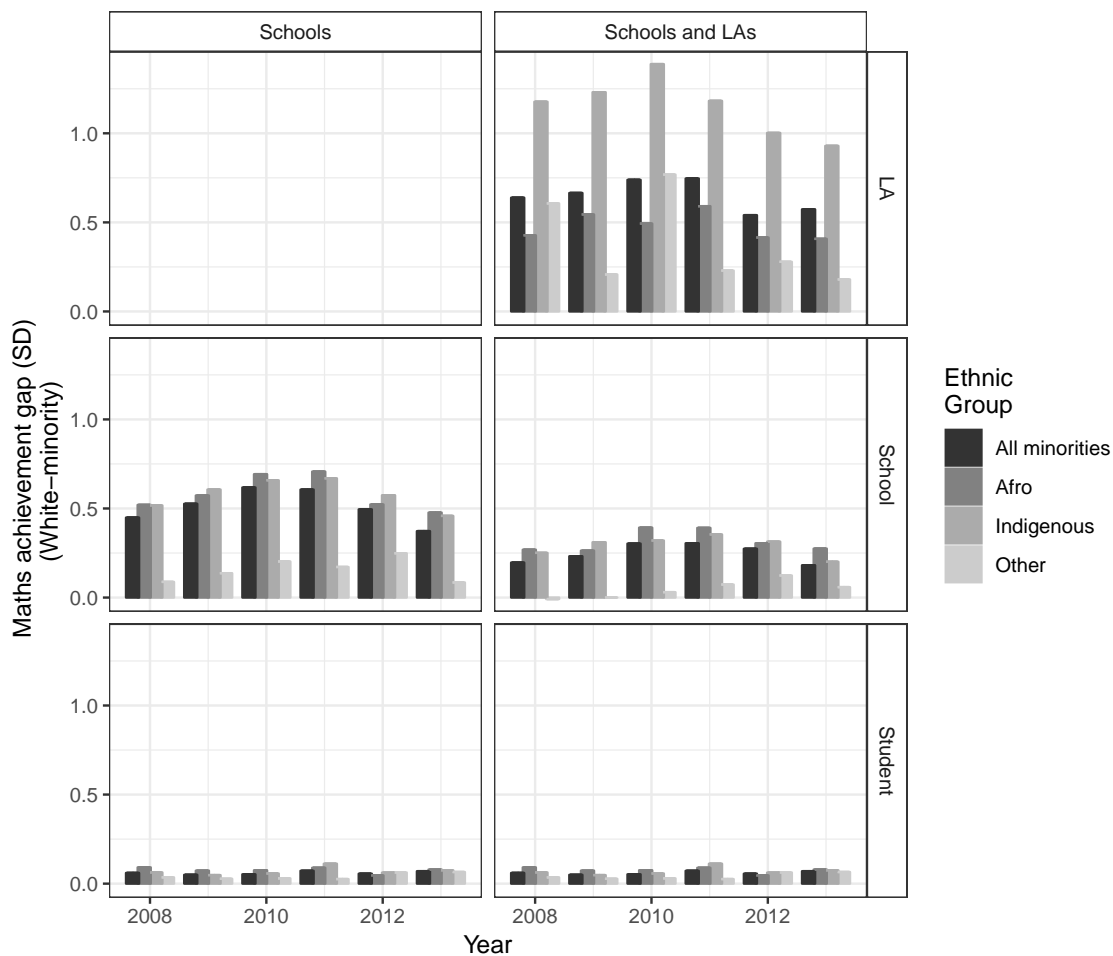 Schools
Schools and LAs
1.0
0.5
0.0
LA
Maths achievement gap (SD)
(White−minority)
1.0
0.5
0.0
School
1.0
0.5
0.0
Student
2008
2010
2012
2008
2010
2012
Year
Ethnic
Group
All minorities
Afro
Indigenous
Other